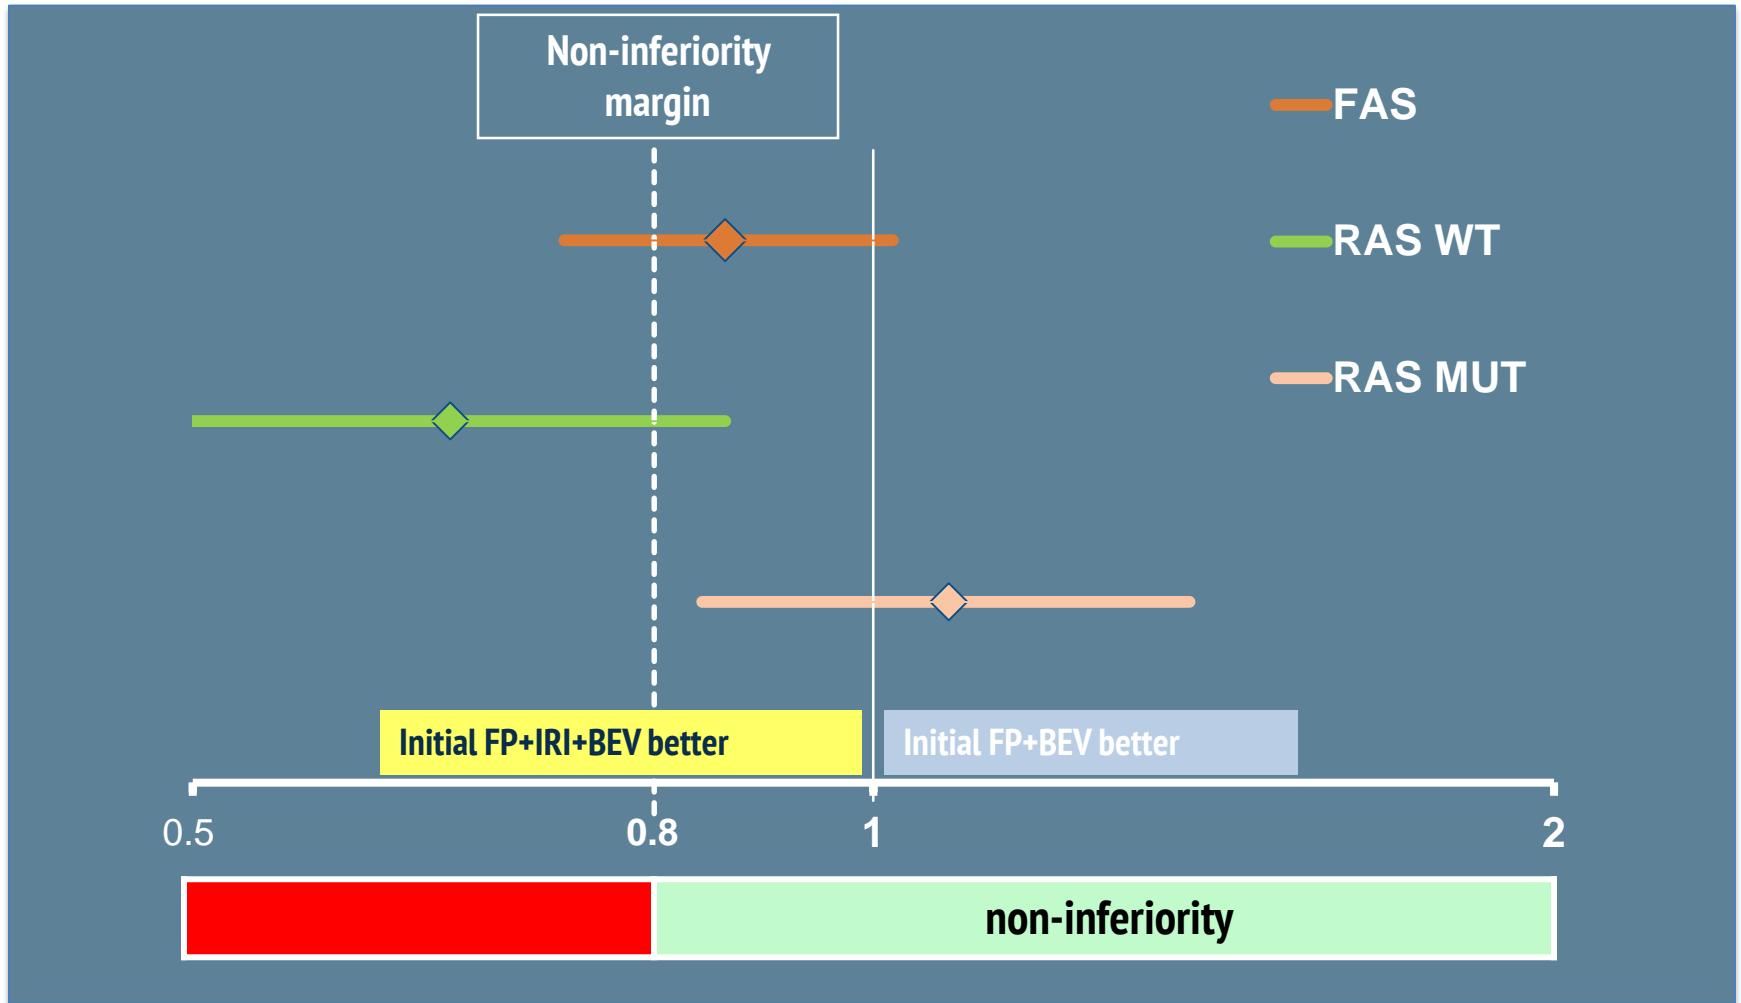 Non-inferiority
margin
FAS
RAS WT
RAS MUT
Initial FP+IRI+BEV better
Initial FP+BEV better
0.5
0.8
1
2
non-inferiority